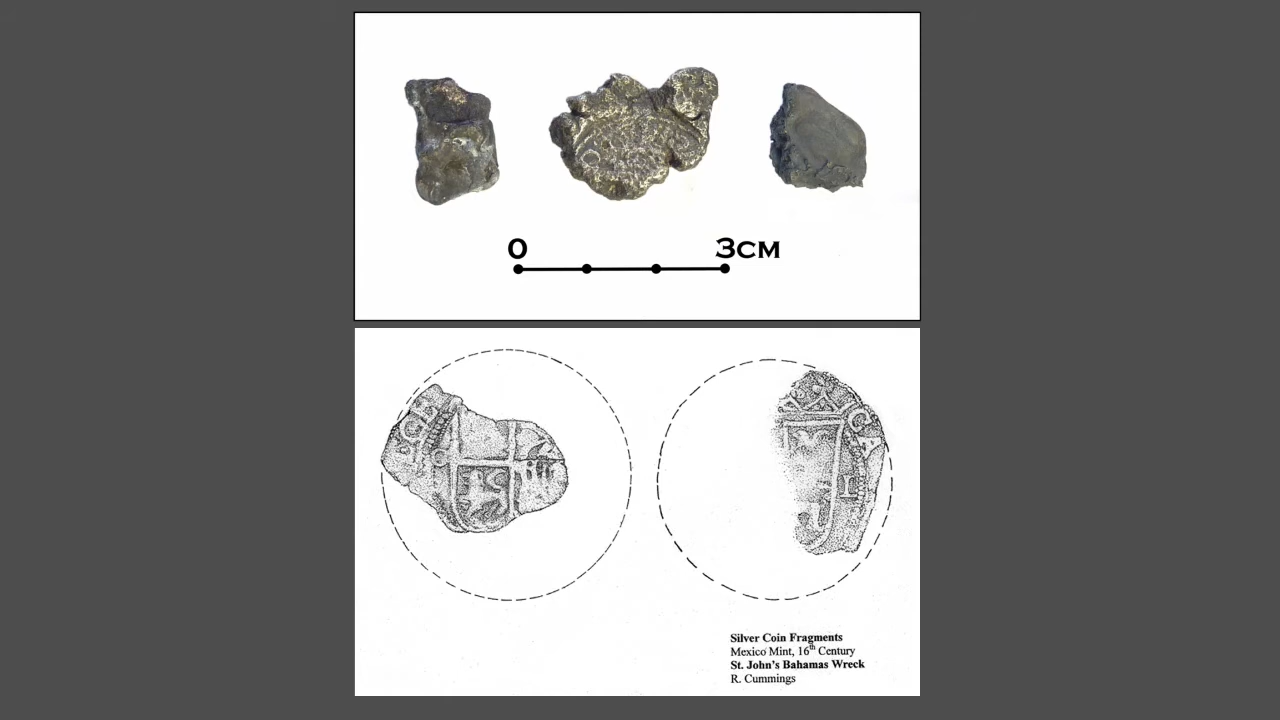 0 3CM
Silver Coin Fragments
Mexico Mint, 16th Century
St. John's Bahamas Wreck
R. Cummings